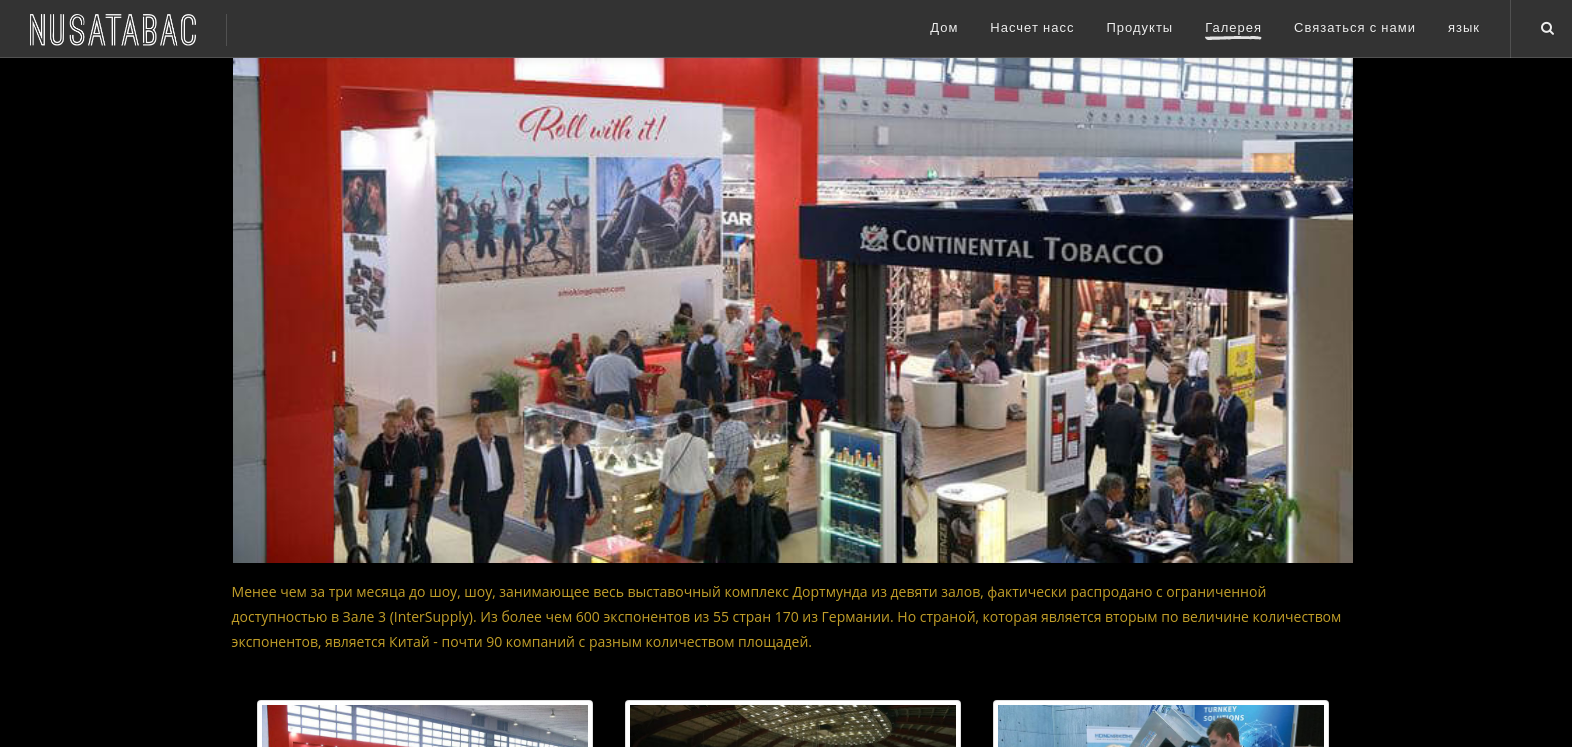 NUSATABAC
Дом Насчет насс Продукты Галерея Связаться с нами язык
Roll with it!
KAR
CONTINENTAL TOBACCO
smokingpaper.com
Менее чем за три месяца до шоу, шоу, занимающее весь выставочный комплекс Дортмунда из девяти залов, фактически распродано с ограниченной
доступностью в Зале 3 (InterSupply). Из более чем 600 экспонентов из 55 стран 170 из Германии. Но страной, которая является вторым по величине количеством
экспонентов, является Китай - почти 90 компаний с разным количеством площадей.
TURNKEY
SOLUTIONS